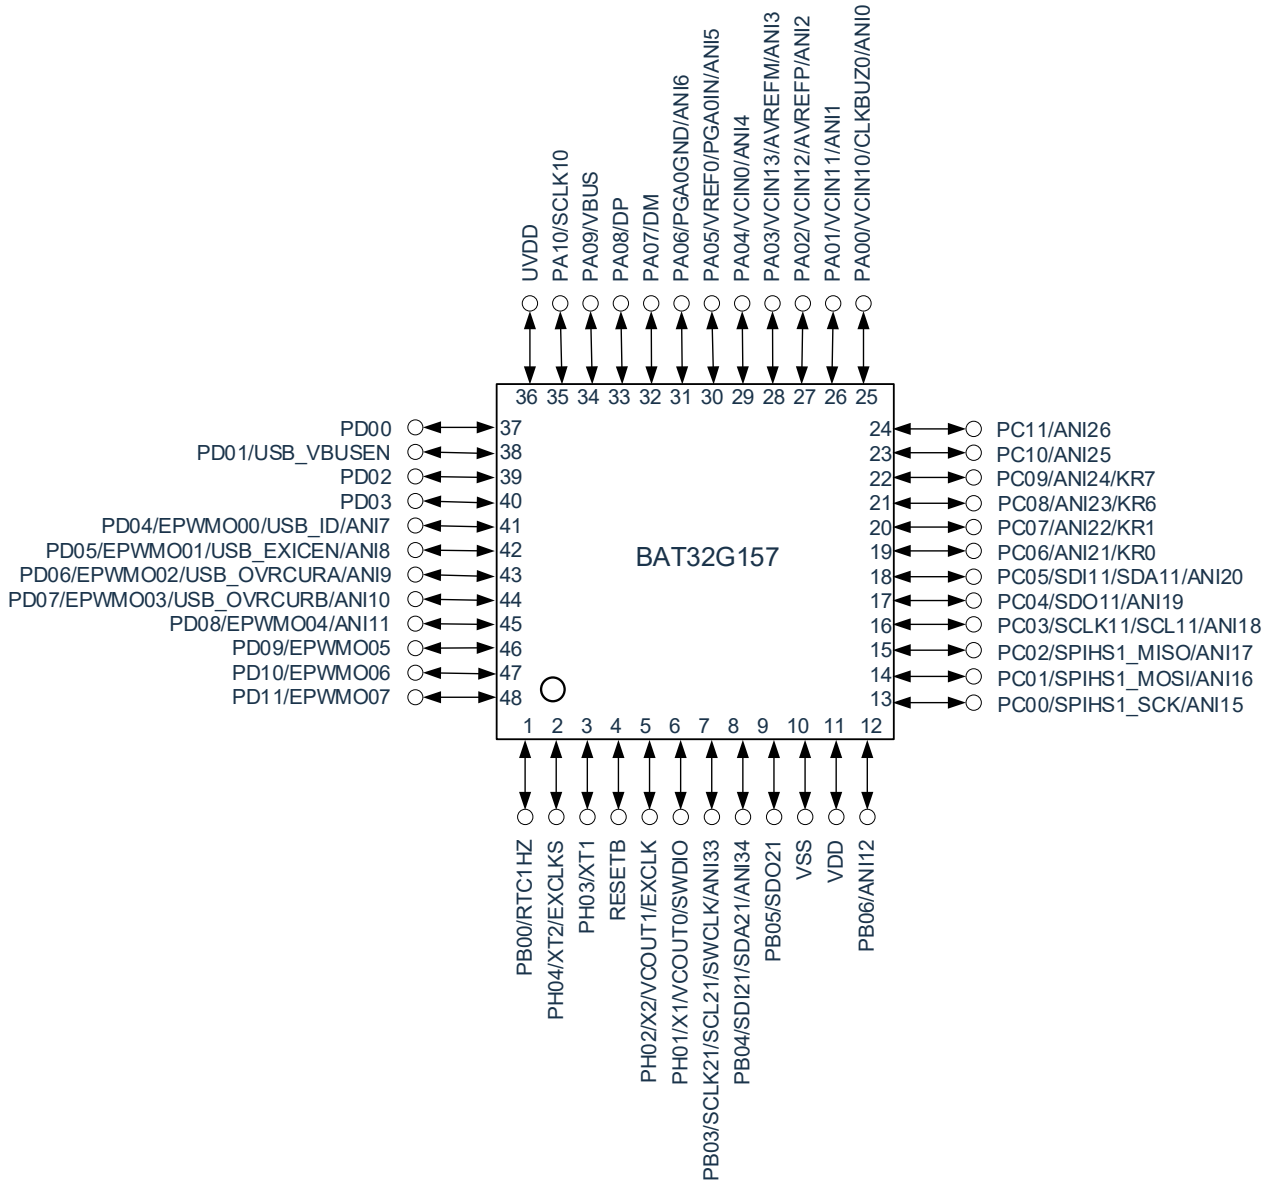 UVDD
PA10/SCLK10
PA09/VBUS
PA08/DP
PA07/DM
PA06/PGA0GND/ANI6
PA05/VREF0/PGA0IN/ANI5
PA04/VCIN0/ANI4
PA03/VCIN13/AVREFM/ANI3
PA02/VCIN12/AVREFP/ANI2
PA01/VCIN11/ANI1
PA00/VCIN10/CLKBUZ0/ANI0
36 35 34 33 32 31 30 29 28 27 26 25
PD00 37
PD01/USB_VBUSEN 38
PD02 39
PD03 40
PD04/EPWMO00/USB_ID/ANI7 41
PD05/EPWMO01/USB_EXICEN/ANI8 42
PD06/EPWMO02/USB_OVRCURA/ANI9 43
PD07/EPWMO03/USB_OVRCURB/ANI10 44
PD08/EPWMO04/ANI11 45
PD09/EPWMO05 46
PD10/EPWMO06 47
PD11/EPWMO07 48
BAT32G157
24 PC11/ANI26
23 PC10/ANI25
22 PC09/ANI24/KR7
21 PC08/ANI23/KR6
20 PC07/ANI22/KR1
19 PC06/ANI21/KR0
18 PC05/SDI11/SDA11/ANI20
17 PC04/SDO11/ANI19
16 PC03/SCLK11/SCL11/ANI18
15 PC02/SPIHS1_MISO/ANI17
14 PC01/SPIHS1_MOSI/ANI16
13 PC00/SPIHS1_SCK/ANI15
1 2 3 4 5 6 7 8 9 10 11 12
PB00/RTC1HZ
PH04/XT2/EXCLKS
PH03/XT1
RESETB
PH02/X2/VCOUT1/EXCLK
PH01/X1/VCOUT0/SWDIO
PB03/SCLK21/SCL21/SWCLK/ANI33
PB04/SDI21/SDA21/ANI34
PB05/SDO21
VSS
VDD
PB06/ANI12